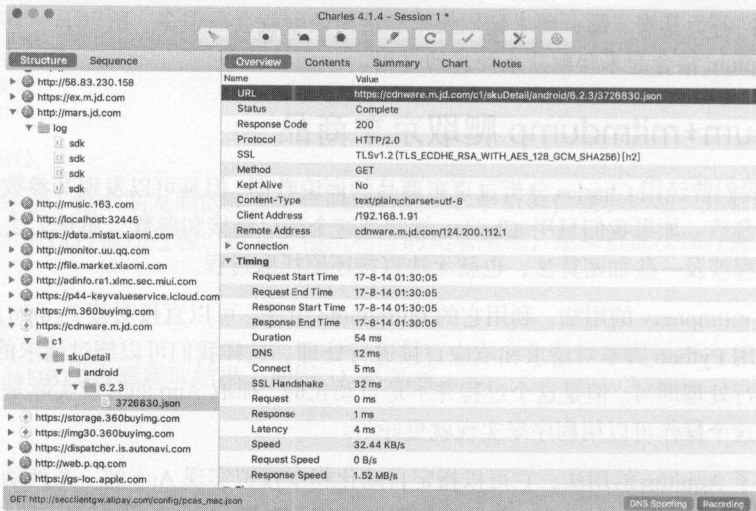 Charles 4.1.4 - Session 1 *
Structure
Sequence
http://58.83.230.158
https://ex.m.jd.com
http://mars.jd.com
log
sdk
sdk
sdk
sdk
http://music.163.com
http://localhost:32445
https://data.mistat.xiaomi.com
http://monitor.uu.qq.com
http://file.market.xiaomi.com
http://adinfo.ra1.xlmc.sec.miui.com
https://p44-keyvalueservice.icloud.com
https://m.360buyimg.com
https://cdnware.m.jd.com
c1
skuDetail
android
6.2.3
3726830.json
https://storage.360buyimg.com
https://img30.360buyimg.com
https://dispatcher.is.autonavi.com
http://web.p.qq.com
https://gs-loc.apple.com
Overview
Contents
Summary
Chart
Notes
Name Value
URL https://cdnware.m.jd.com/c1/skuDetail/android/6.2.3/3726830.json
Status Complete
Response Code 200
Protocol HTTP/2.0
SSL TLSv1.2 (TLS_ECDHE_RSA_WITH_AES_128_GCM_SHA256) [h2]
Method GET
Kept Alive No
Content-Type text/plain;charset=utf-8
Client Address /192.168.1.91
Remote Address cdnware.m.jd.com/124.200.112.1
Connection
Timing
Request Start Time 17-8-14 01:30:05
Request End Time 17-8-14 01:30:05
Response Start Time 17-8-14 01:30:05
Response End Time 17-8-14 01:30:05
Duration 54 ms
DNS 12 ms
Connect 5 ms
SSL Handshake 32 ms
Request 0 ms
Response 1 ms
Latency 4 ms
Speed 32.44 KB/s
Request Speed 0 B/s
Response Speed 1.52 MB/s
GET http://secclientgw.alipay.com/config/pcas_mac.json
DNS Spoofing
Recording